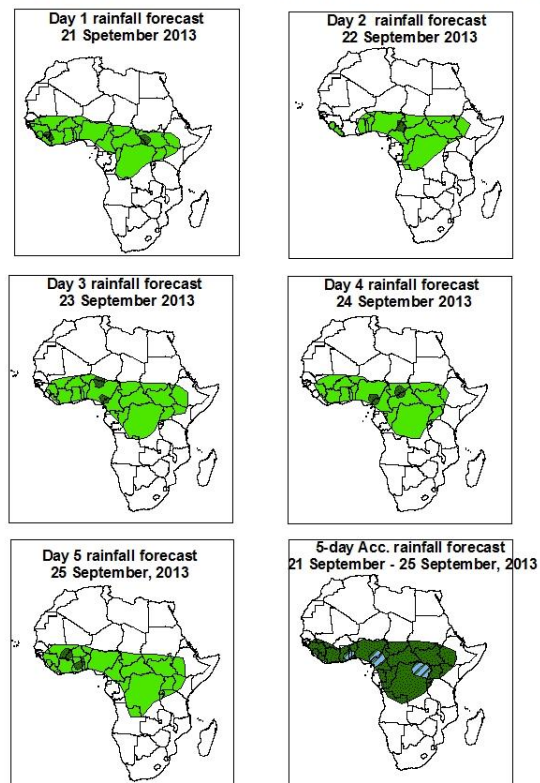 Day 1 rainfall forecast
21 Spetember 2013
Day 2 rainfall forecast
22 September 2013
Day 3 rainfall forecast
23 September 2013
Day 4 rainfall forecast
24 September 2013
Day 5 rainfall forecast
25 September, 2013
5-day Acc. rainfall forecast
21 September - 25 September, 2013